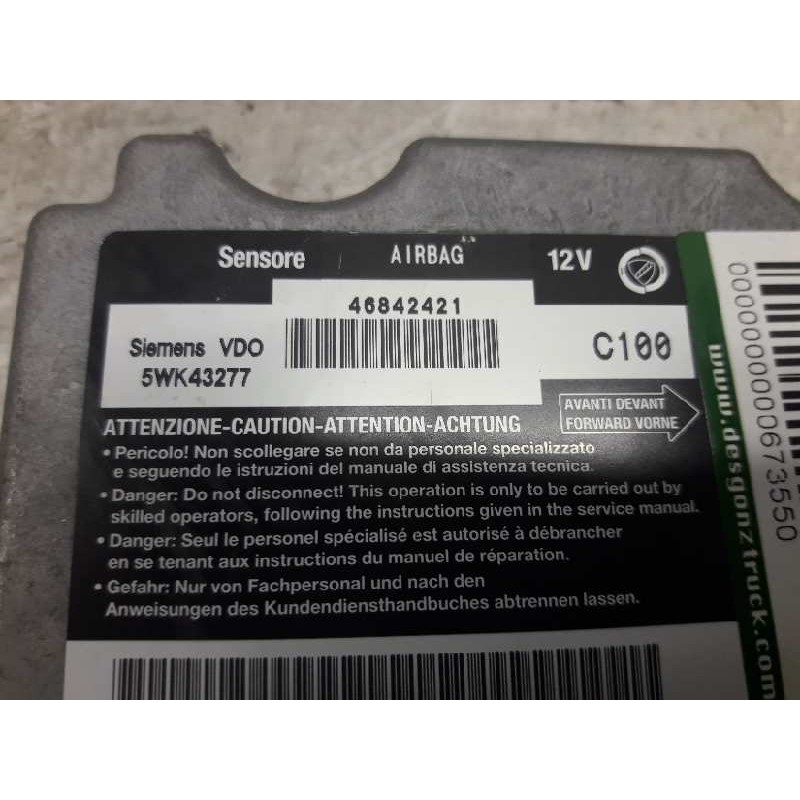 Sensore AIRBAG 12V
46842421
Siemens VDO
5WK43277
C100
ATTENZIONE-CAUTION-ATTENTION-ACHTUNG
AVANTI DEVANT
FORWARD VORNE
• Pericolo! Non scollegare se non da personale specializzato
e seguendo le istruzioni del manuale di assistenza tecnica.
• Danger: Do not disconnect! This operation is only to be carried out by
skilled operators, following the instructions given in the service manual.
• Danger: Seul le personel spécialisé est autorisé à débrancher
en se tenant aux instructions du manuel de réparation.
• Gefahr: Nur von Fachpersonal und nach den
Anweisungen des Kundendiensthandbuches abtrennen lassen.
www.desgonztruck.com